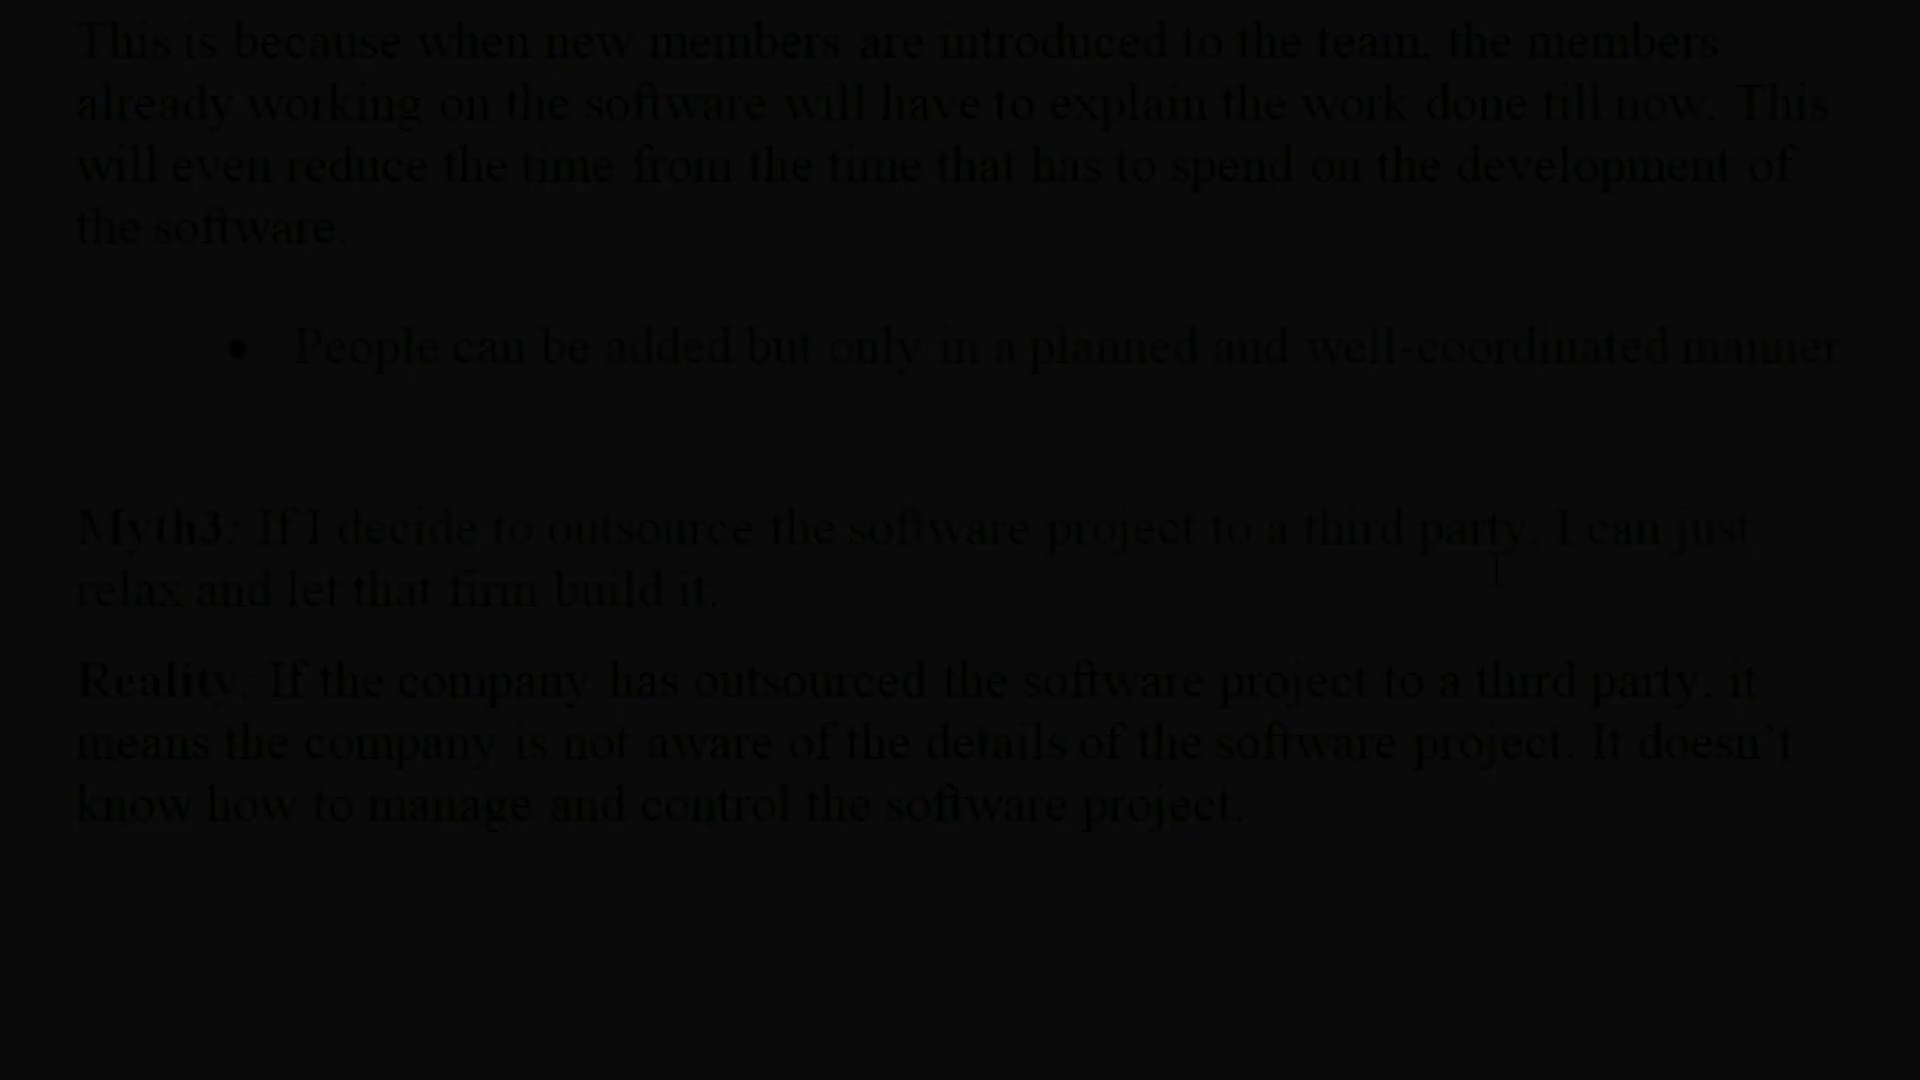 This is because when new members are introduced to the team, the members
already working on the software will have to explain the work done till now. This
will even reduce the time from the time that has to spend on the development of
the software.
• People can be added but only in a planned and well-coordinated manner
Myth3: If I decide to outsource the software project to a third party, I can just
relax and let that firm build it.
Reality: If the company has outsourced the software project to a third party, it
means the company is not aware of the details of the software project. It doesn't
know how to manage and control the software project.